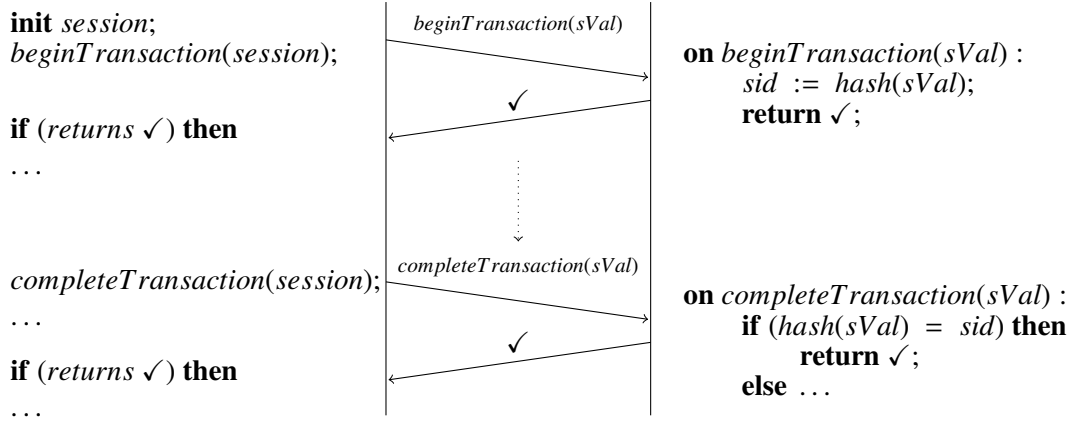 init session;
beginTransaction(session);
if (returns ✓) then
. . .
completeTransaction(session);
. . .
if (returns ✓) then
. . .
beginTransaction(sVal)
✓
completeTransaction(sVal)
✓
on beginTransaction(sVal) :
sid := hash(sVal);
return ✓;
on completeTransaction(sVal) :
if (hash(sVal) = sid) then
return ✓;
else . . .